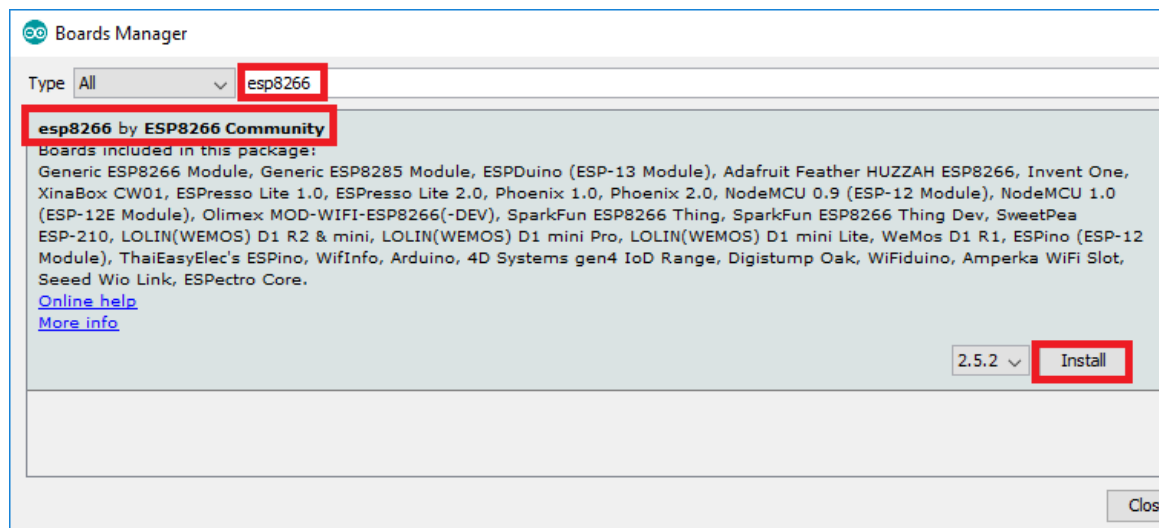 Boards Manager
Type All esp8266
esp8266 by ESP8266 Community
Boards included in this package:
Generic ESP8266 Module, Generic ESP8285 Module, ESPDuino (ESP-13 Module), Adafruit Feather HUZZAH ESP8266, Invent One,
XinaBox CW01, ESPresso Lite 1.0, ESPresso Lite 2.0, Phoenix 1.0, Phoenix 2.0, NodeMCU 0.9 (ESP-12 Module), NodeMCU 1.0
(ESP-12E Module), Olimex MOD-WIFI-ESP8266(-DEV), SparkFun ESP8266 Thing, SparkFun ESP8266 Thing Dev, SweetPea
ESP-210, LOLIN(WEMOS) D1 R2 & mini, LOLIN(WEMOS) D1 mini Pro, LOLIN(WEMOS) D1 mini Lite, WeMos D1 R1, ESPino (ESP-12
Module), ThaiEasyElec's ESPino, WifInfo, Arduino, 4D Systems gen4 IoD Range, Digistump Oak, WiFiduino, Amperka WiFi Slot,
Seeed Wio Link, ESPectro Core.
Online help
More info
2.5.2 Install
Clos